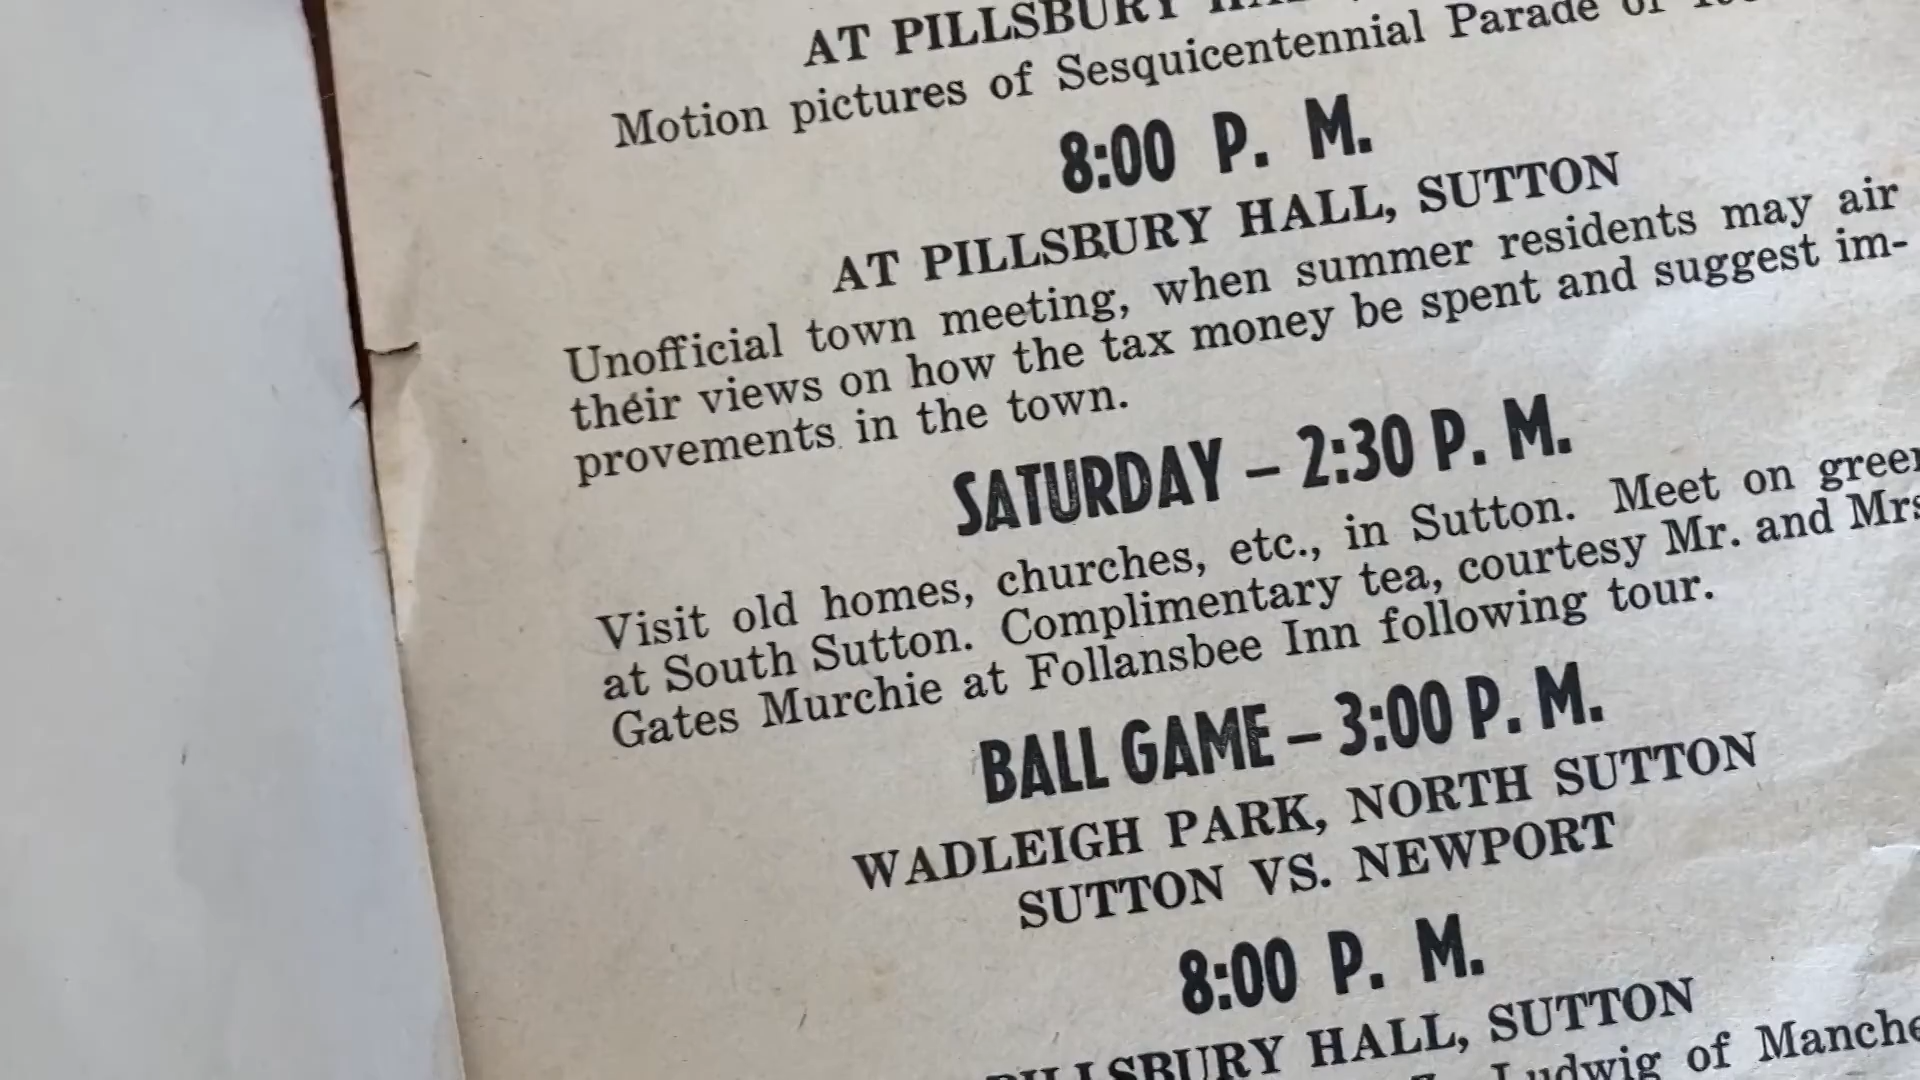 AT PILLSBURY
Motion pictures of Sesquicentennial Parade of
8:00 P. M.
AT PILLSBURY HALL, SUTTON
Unofficial town meeting, when summer residents may air
their views on how the tax money be spent and suggest im-
provements in the town.
SATURDAY – 2:30 P. M.
Visit old homes, churches, etc., in Sutton. Meet on green
at South Sutton. Complimentary tea, courtesy Mr. and Mrs
Gates Murchie at Follansbee Inn following tour.
BALL GAME – 3:00 P. M.
WADLEIGH PARK, NORTH SUTTON
SUTTON VS. NEWPORT
8:00 P. M.
PILLSBURY HALL, SUTTON
Ludwig of Manche